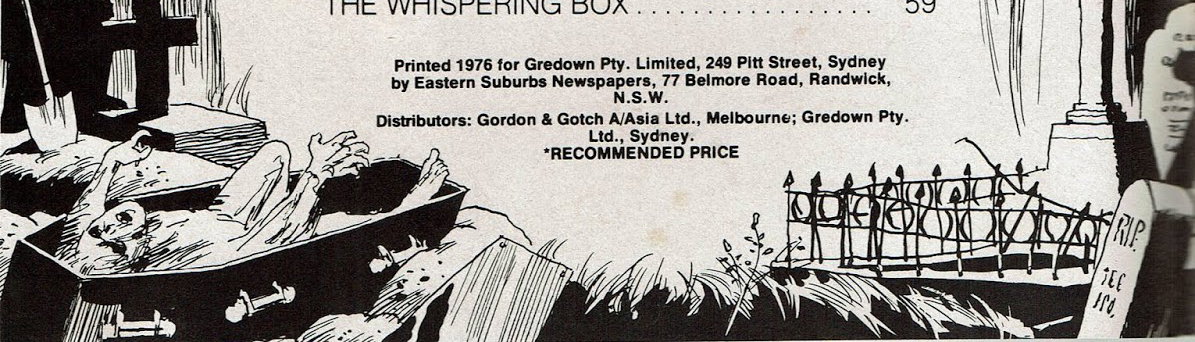 THE WHISPERING BOX . . . . . . . . . . . . . . . . . 59
Printed 1976 for Gredown Pty. Limited, 249 Pitt Street, Sydney
by Eastern Suburbs Newspapers, 77 Belmore Road, Randwick,
N.S.W.
Distributors: Gordon & Gotch A/Asia Ltd., Melbourne; Gredown Pty.
Ltd., Sydney.
*RECOMMENDED PRICE
R.I.P.